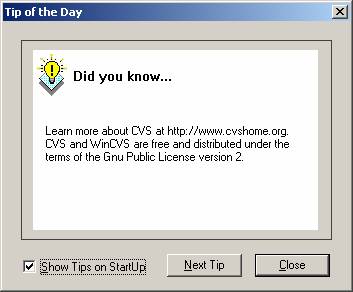 Tip of the Day
Did you know...
Learn more about CVS at http://www.cvshome.org.
CVS and WinCVS are free and distributed under the
terms of the Gnu Public License version 2.
Show Tips on StartUp
Next Tip
Close